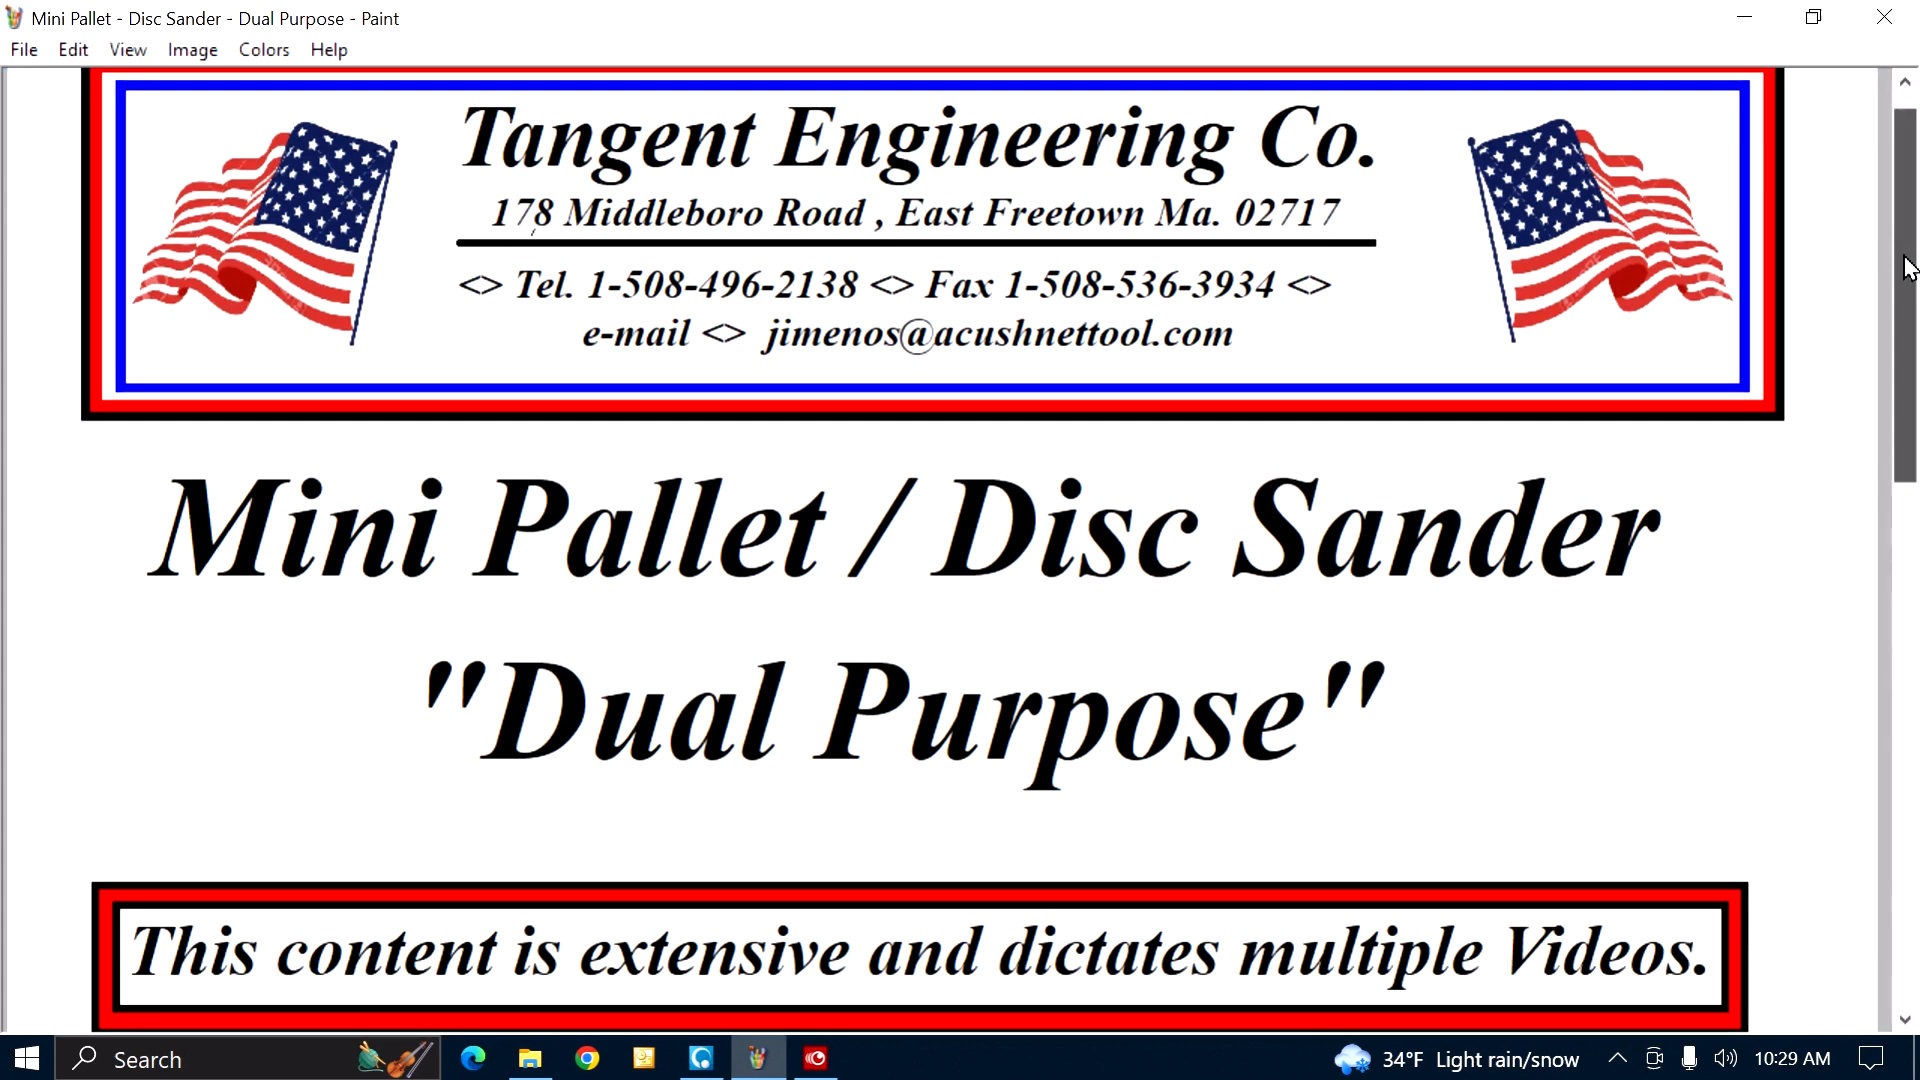 Mini Pallet - Disc Sander - Dual Purpose - Paint
File Edit View Image Colors Help
Tangent Engineering Co.
178 Middleboro Road , East Freetown Ma. 02717
<> Tel. 1-508-496-2138 <> Fax 1-508-536-3934 <>
e-mail <> jimenos@acushnettool.com
Mini Pallet / Disc Sander
"Dual Purpose"
This content is extensive and dictates multiple Videos.
Search
34°F Light rain/snow
10:29 AM